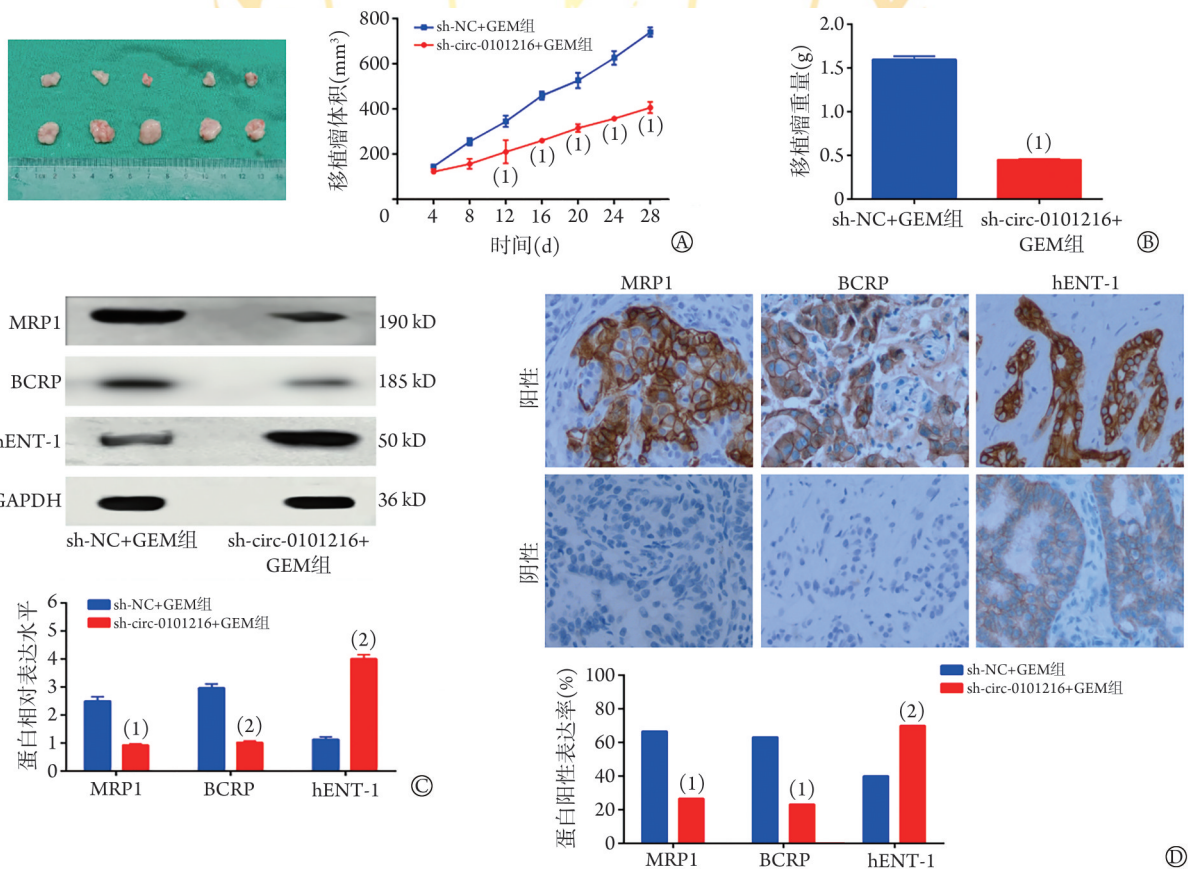 sh-NC+GEM组
sh-circ-0101216+GEM组
移植瘤体积(mm³)
800
600
400
200
0
(1)
(1)
(1)
(1)
(1)
4 8 12 16 20 24 28
时间(d)
Ⓐ
移植瘤重量(g)
2.0
1.5
1.0
0.5
0
(1)
sh-NC+GEM组
sh-circ-0101216+
GEM组
Ⓑ
MRP1 190 kD
BCRP 185 kD
hENT-1 50 kD
GAPDH 36 kD
sh-NC+GEM组
sh-circ-0101216+
GEM组
蛋白相对表达水平
6
5
4
3
2
1
0
sh-NC+GEM组
sh-circ-0101216+GEM组
(1)
(2)
(2)
MRP1 BCRP hENT-1
Ⓒ
MRP1 BCRP hENT-1
阳性
阴性
蛋白阳性表达率(%)
100
80
60
40
20
0
sh-NC+GEM组
sh-circ-0101216+GEM组
(1)
(1)
(2)
MRP1 BCRP hENT-1
Ⓓ